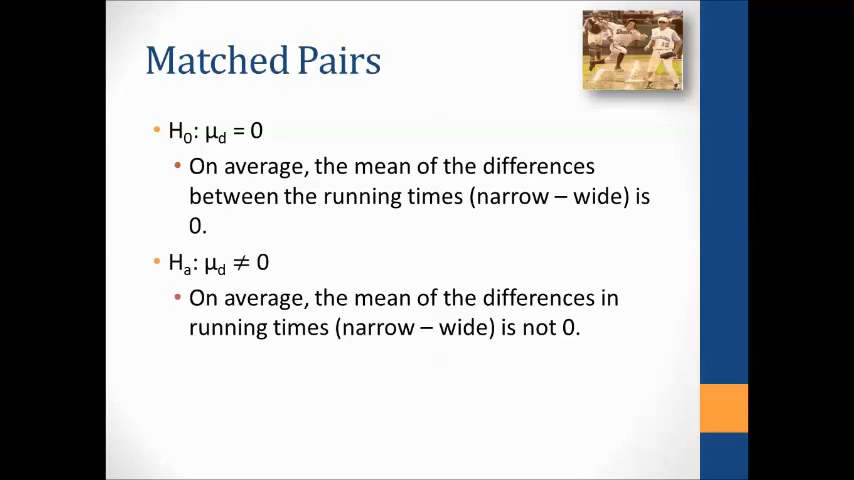 Matched Pairs
• H₀: μd = 0
• On average, the mean of the differences
between the running times (narrow – wide) is
0.
• Hₐ: μd ≠ 0
• On average, the mean of the differences in
running times (narrow – wide) is not 0.